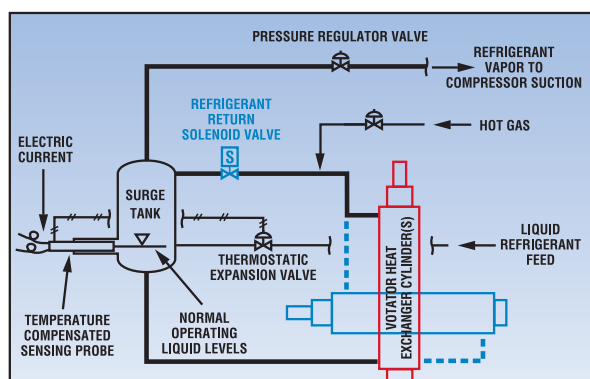 PRESSURE REGULATOR VALVE
REFRIGERANT
VAPOR TO
COMPRESSOR SUCTION
REFRIGERANT
RETURN
SOLENOID VALVE
HOT GAS
ELECTRIC
CURRENT
S
SURGE
TANK
LIQUID
REFRIGERANT
FEED
THERMOSTATIC
EXPANSION VALVE
VOTATOR HEAT
EXCHANGER CYLINDER(S)
TEMPERATURE
COMPENSATED
SENSING PROBE
NORMAL
OPERATING
LIQUID LEVELS